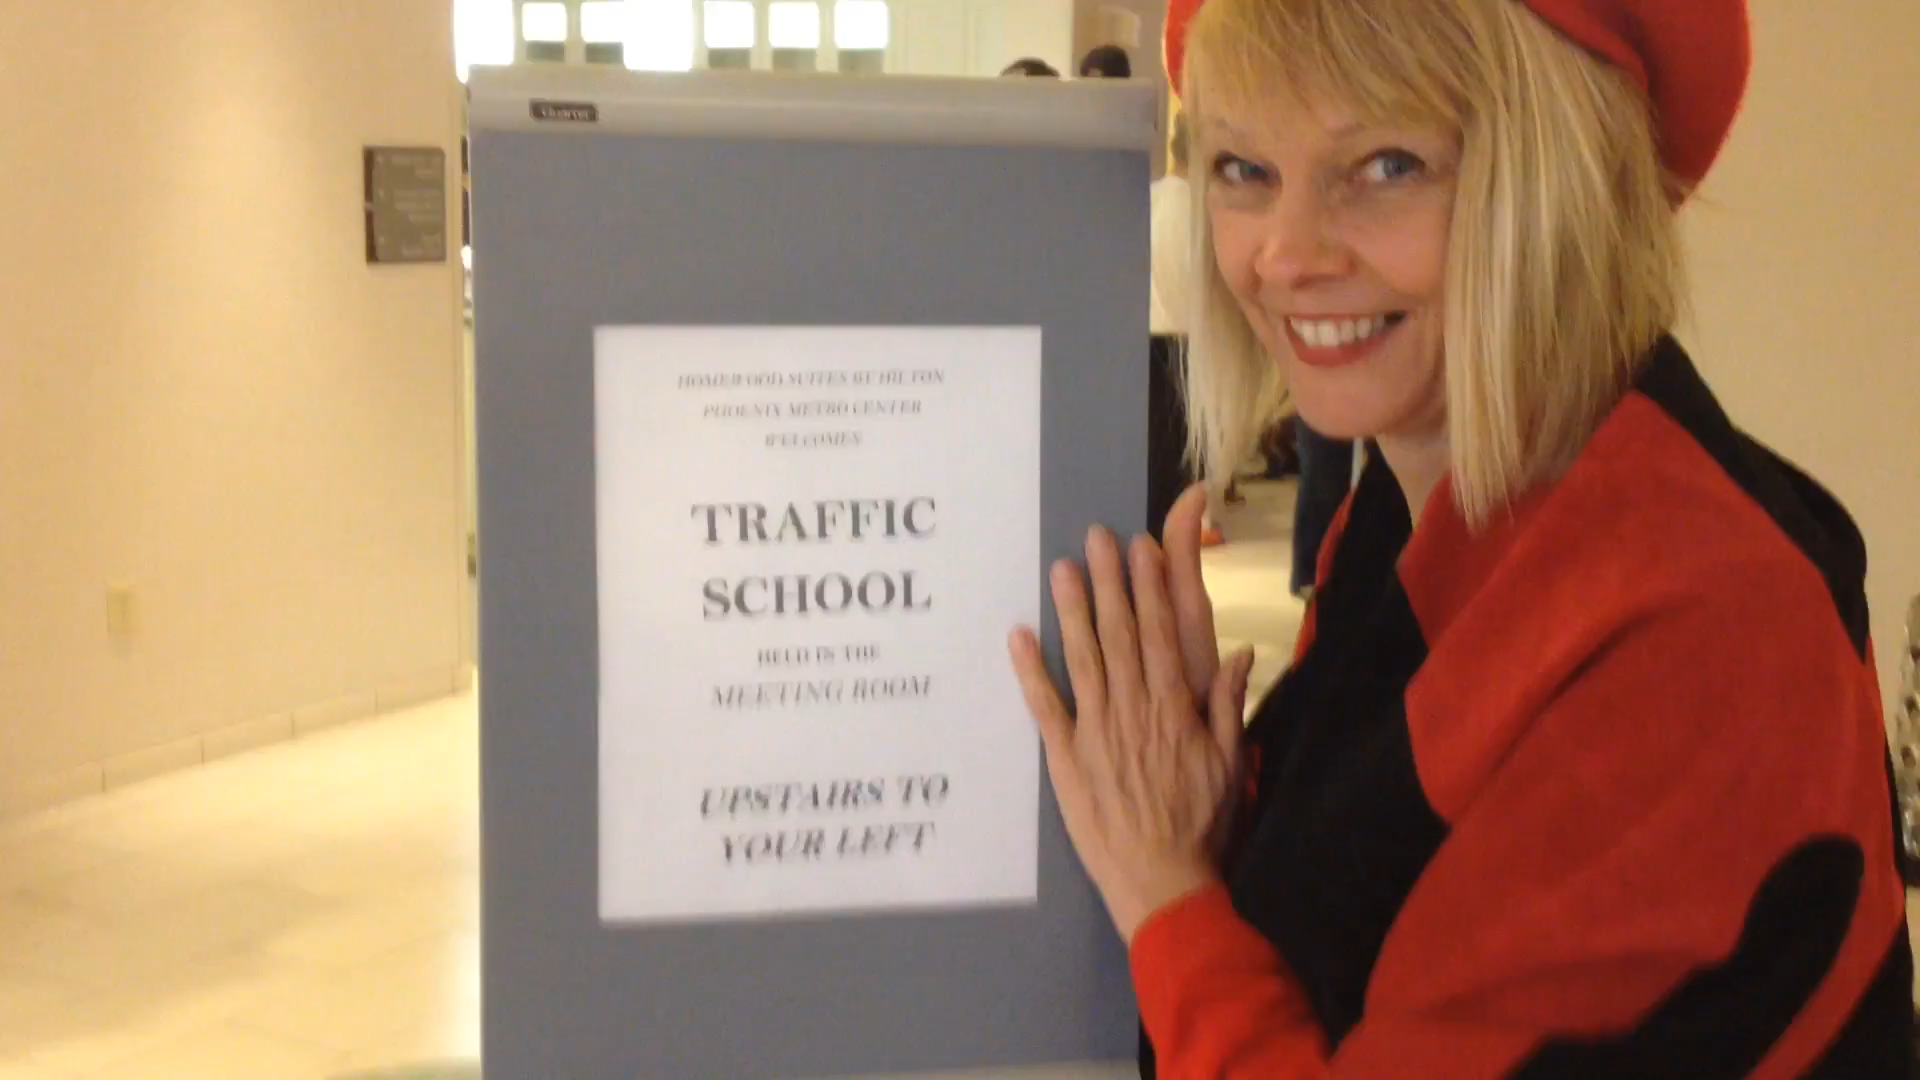 Quartet
HOMEWOOD SUITES BY HILTON
PHOENIX METRO CENTER
WELCOMES
TRAFFIC
SCHOOL
HELD IN THE
MEETING ROOM
UPSTAIRS TO
YOUR LEFT